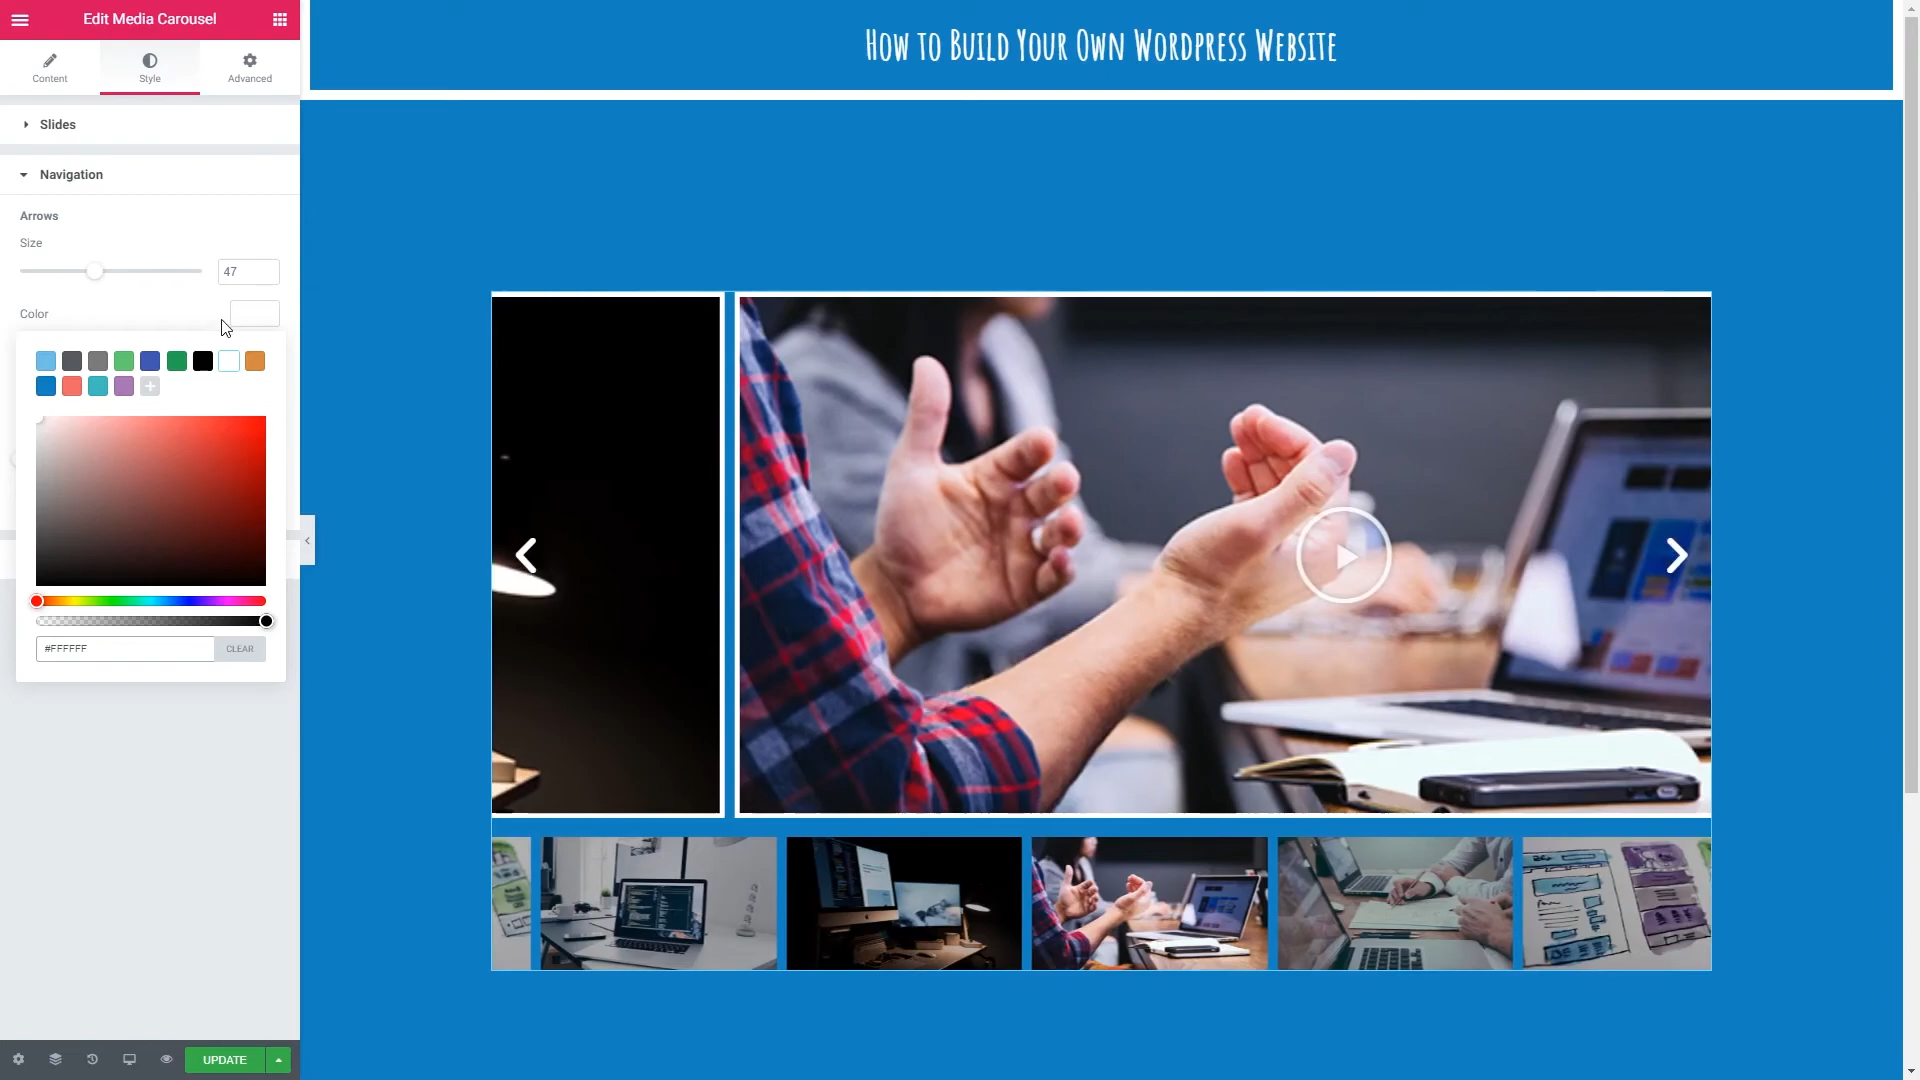 Edit Media Carousel
Content
Style
Advanced
Slides
Navigation
Arrows
Size
47
Color
#FFFFFF
CLEAR
UPDATE
How to Build Your Own Wordpress Website